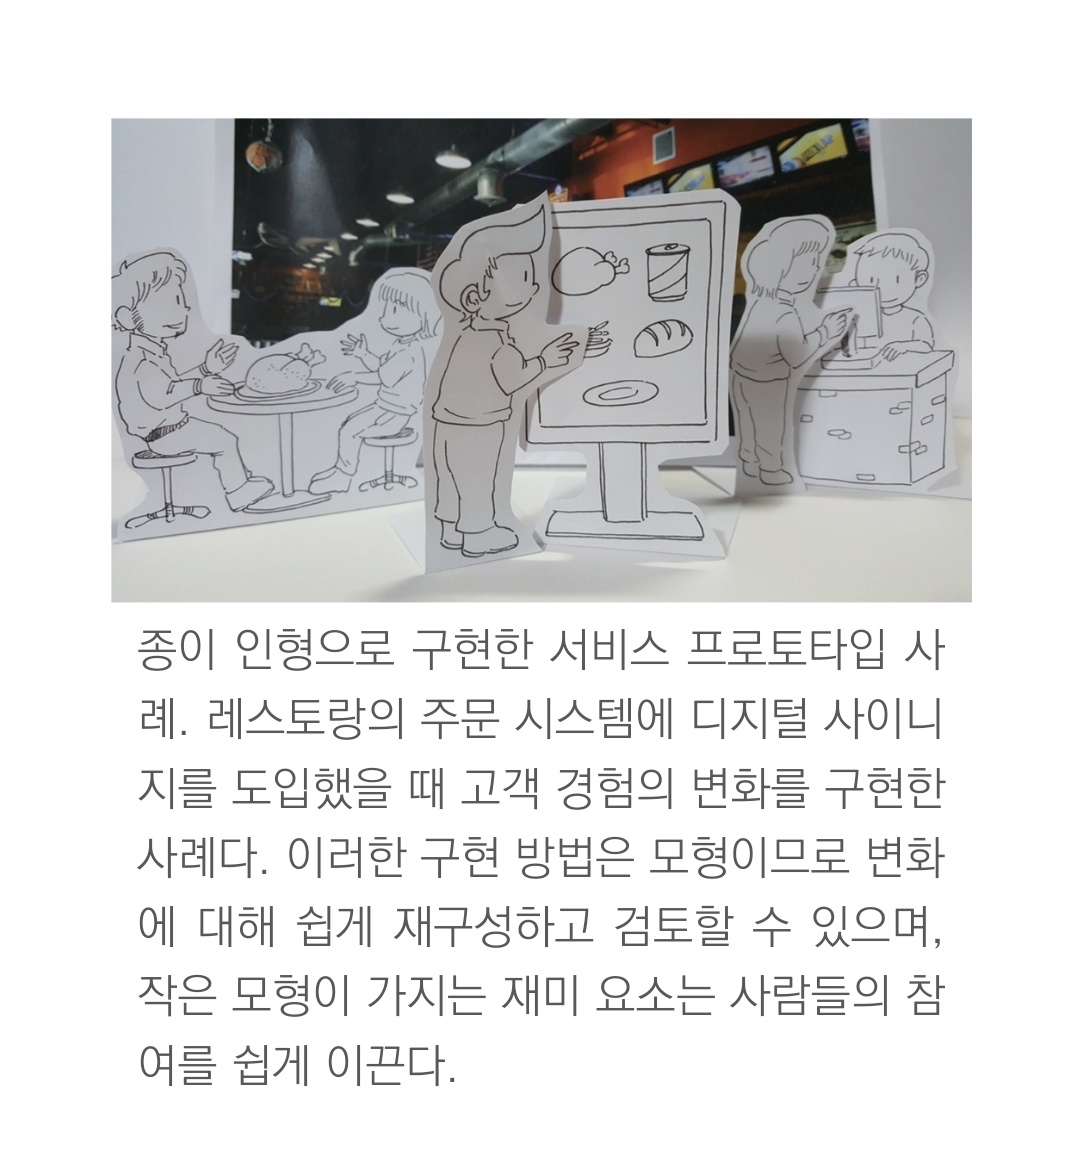 종이 인형으로 구현한 서비스 프로토타입 사
례. 레스토랑의 주문 시스템에 디지털 사이니
지를 도입했을 때 고객 경험의 변화를 구현한
사례다. 이러한 구현 방법은 모형이므로 변화
에 대해 쉽게 재구성하고 검토할 수 있으며,
작은 모형이 가지는 재미 요소는 사람들의 참
여를 쉽게 이끈다.